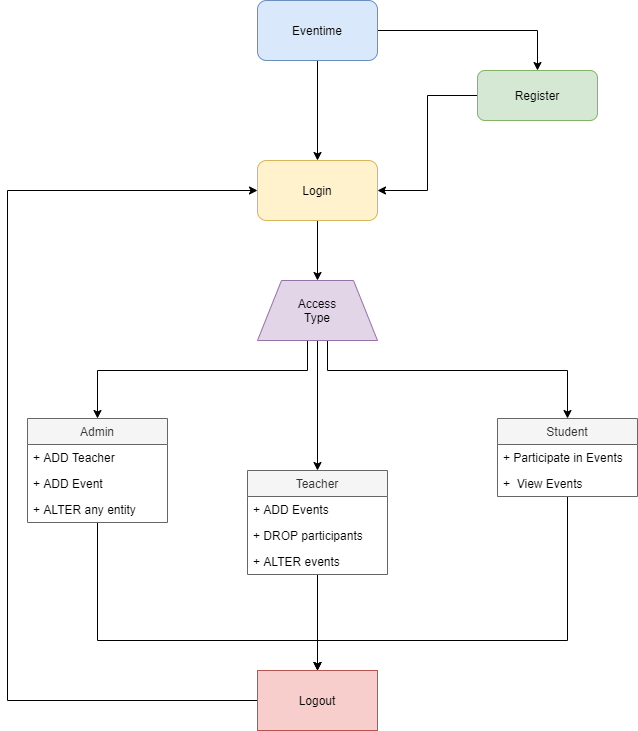 Eventime
Register
Login
Access
Type
Admin
+ ADD Teacher
+ ADD Event
+ ALTER any entity
Teacher
+ ADD Events
+ DROP participants
+ ALTER events
Student
+ Participate in Events
+  View Events
Logout